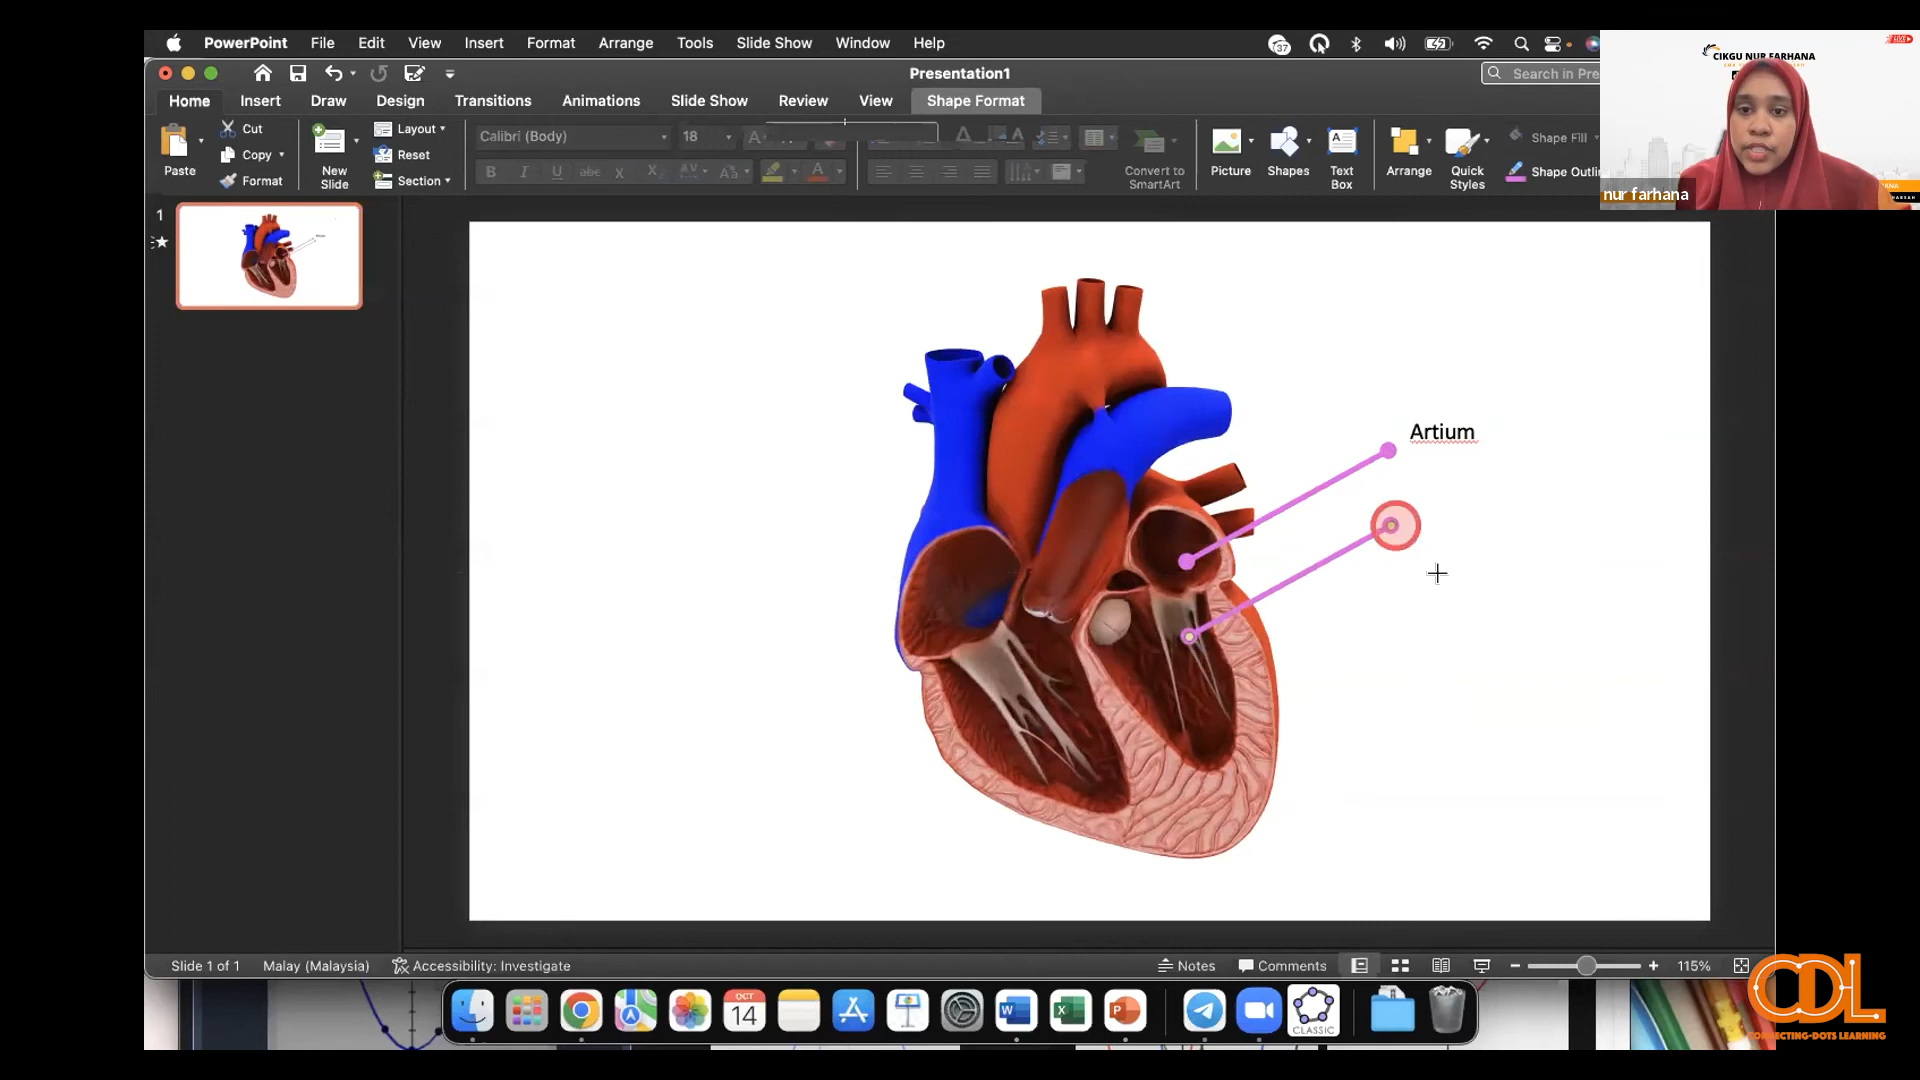 PowerPoint File Edit View Insert Format Arrange Tools Slide Show Window Help
37
Presentation1
Search in Pre
Home Insert Draw Design Transitions Animations Slide Show Review View Shape Format
Paste
Cut
Copy
Format
New
Slide
Layout
Reset
Section
Calibri (Body) 18
B I U abc X
Convert to
SmartArt
Picture
Shapes
Text
Box
Arrange
Quick
Styles
Shape Fill
Shape Outli
CIKGU NUR FARHANA
LIVE
nur farhana
1
Artium
Slide 1 of 1 Malay (Malaysia) Accessibility: Investigate Notes Comments 115%
OCT
14
CLASSIC
CDL
CONNECTING-DOTS LEARNING